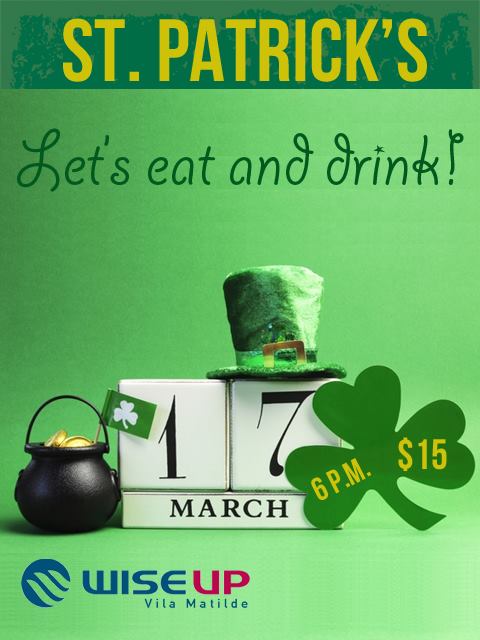 ST. PATRICK'S
Let's eat and drink!
17
MARCH
6 P.M. $15
WISE UP
Vila Matilde